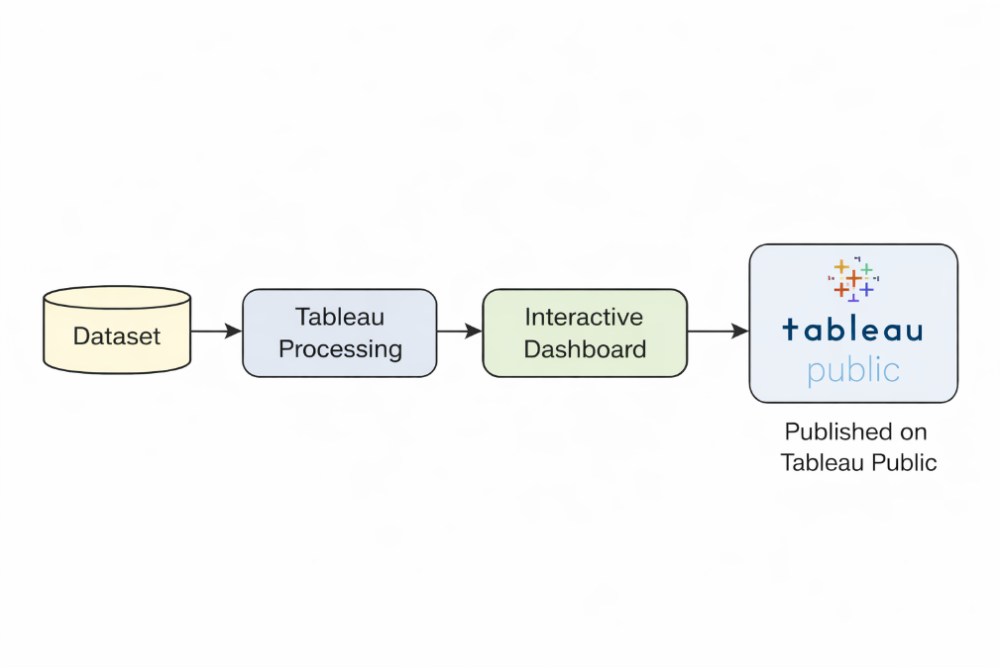 Dataset
Tableau
Processing
Interactive
Dashboard
tableau
public
Published on
Tableau Public